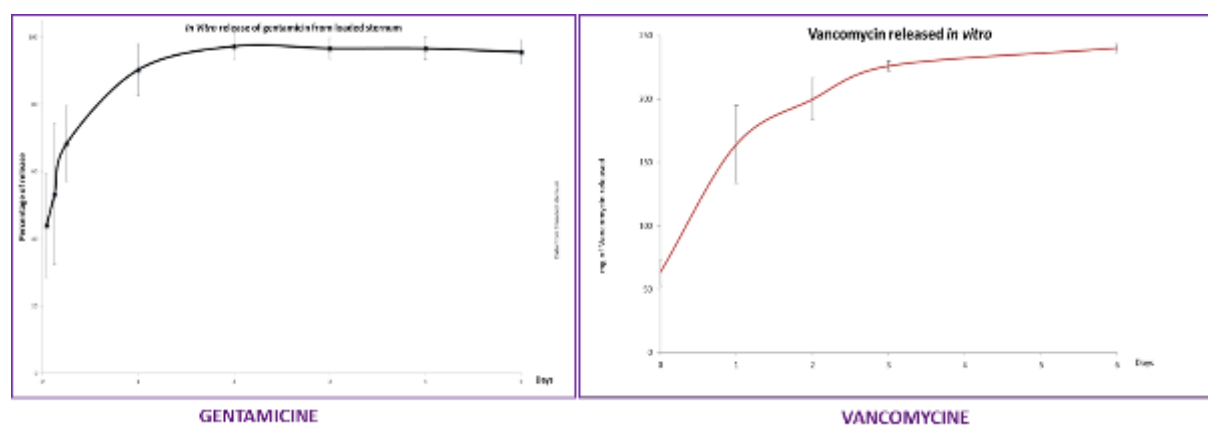 In Vitro release of gentamicin from loaded sternum
Percentage of release
0
Days
GENTAMICINE
Vancomycin released in vitro
250
200
150
100
50
0
mg of Vancomycin released
0 1 2 3 4 5 6
Days
VANCOMYCINE